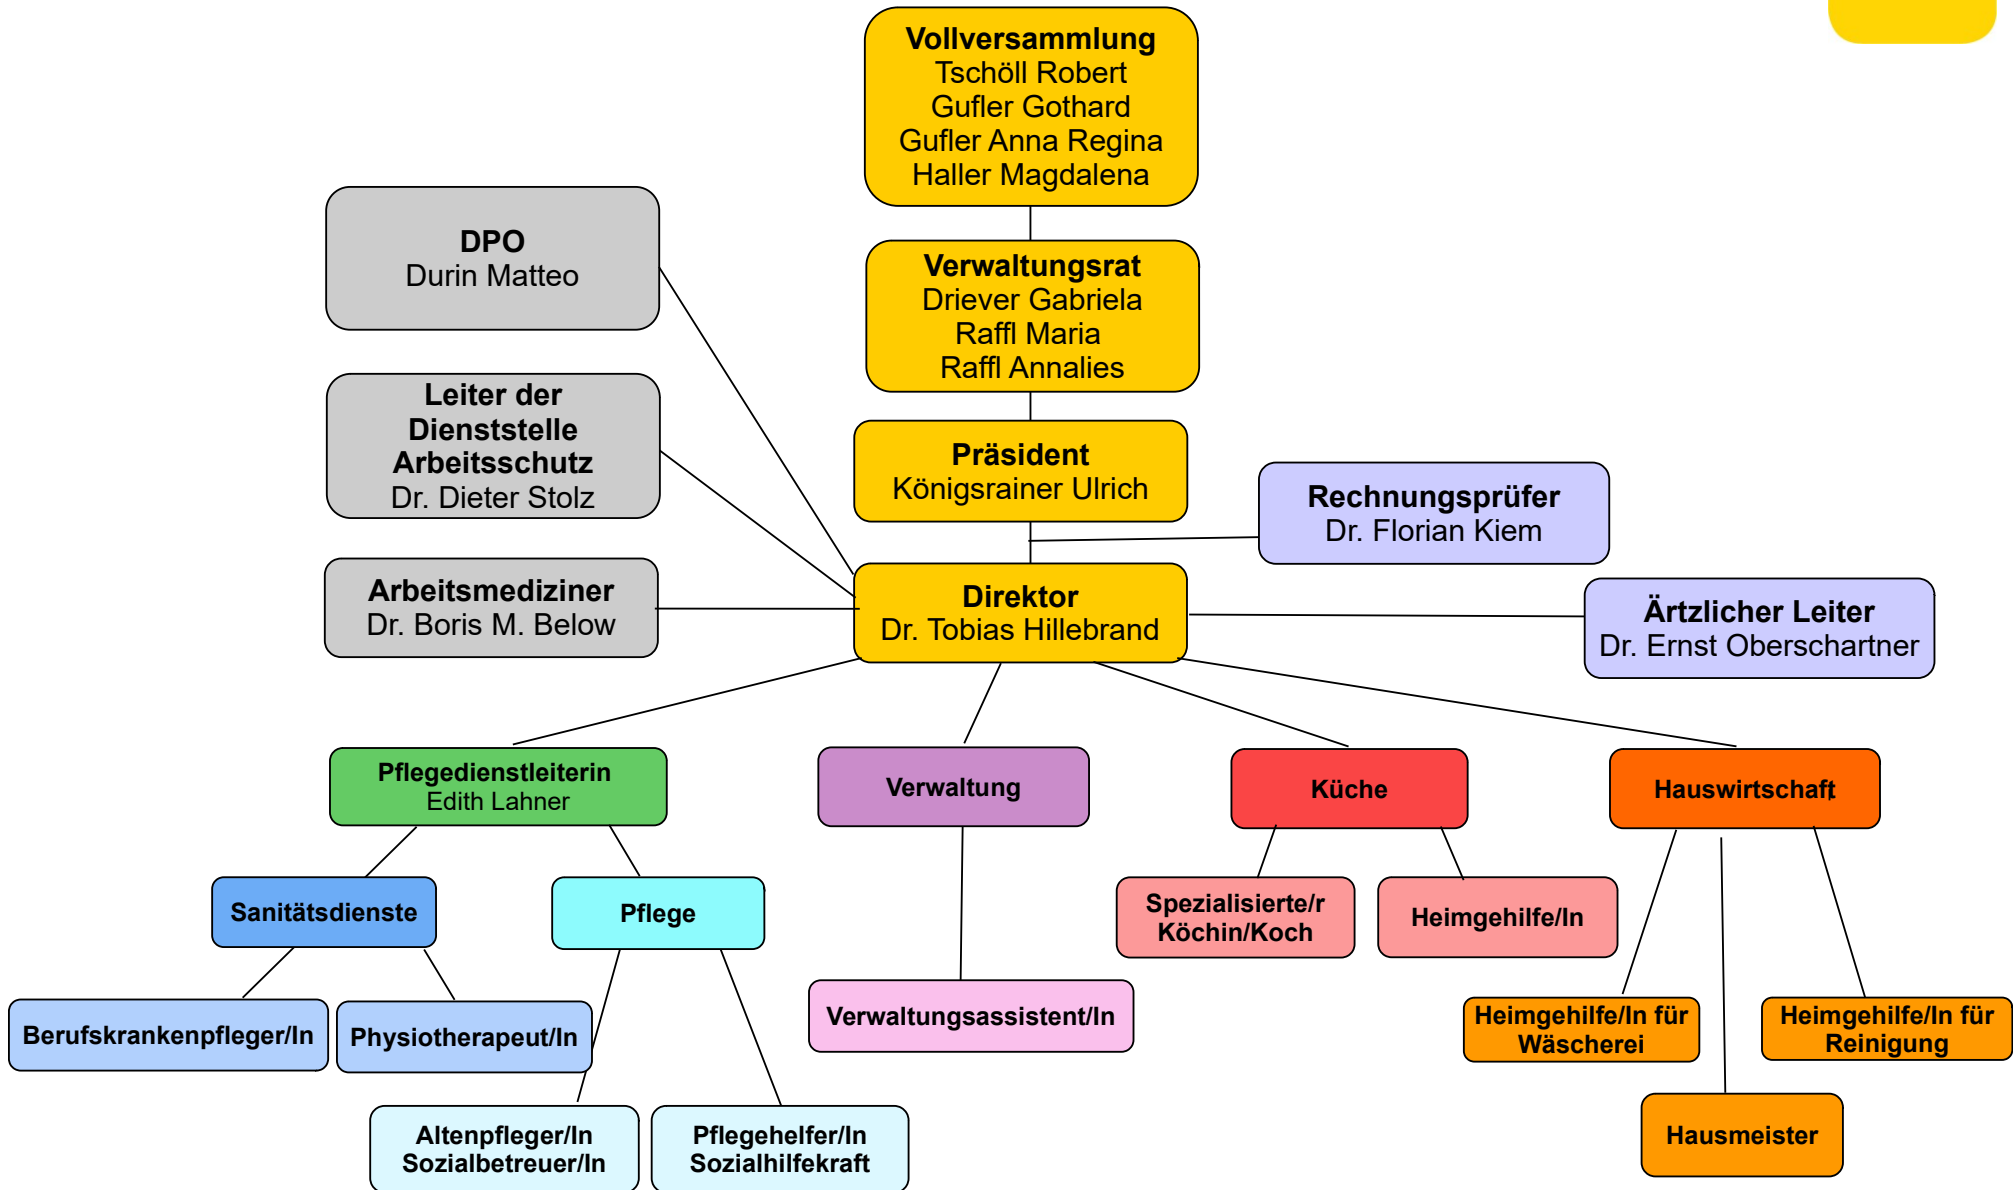 Vollversammlung
Tschöll Robert
Gufler Gothard
Gufler Anna Regina
Haller Magdalena
DPO
Durin Matteo
Verwaltungsrat
Driever Gabriela
Raffl Maria
Raffl Annalies
Leiter der
Dienststelle
Arbeitsschutz
Dr. Dieter Stolz
Präsident
Königsrainer Ulrich
Rechnungsprüfer
Dr. Florian Kiem
Arbeitsmediziner
Dr. Boris M. Below
Direktor
Dr. Tobias Hillebrand
Ärtzlicher Leiter
Dr. Ernst Oberschartner
Pflegedienstleiterin
Edith Lahner
Verwaltung
Küche
Hauswirtschaft
Sanitätsdienste
Pflege
Spezialisierte/r
Köchin/Koch
Heimgehilfe/In
Berufskrankenpfleger/In
Physiotherapeut/In
Verwaltungsassistent/In
Heimgehilfe/In für
Wäscherei
Heimgehilfe/In für
Reinigung
Altenpfleger/In
Sozialbetreuer/In
Pflegehelfer/In
Sozialhilfekraft
Hausmeister